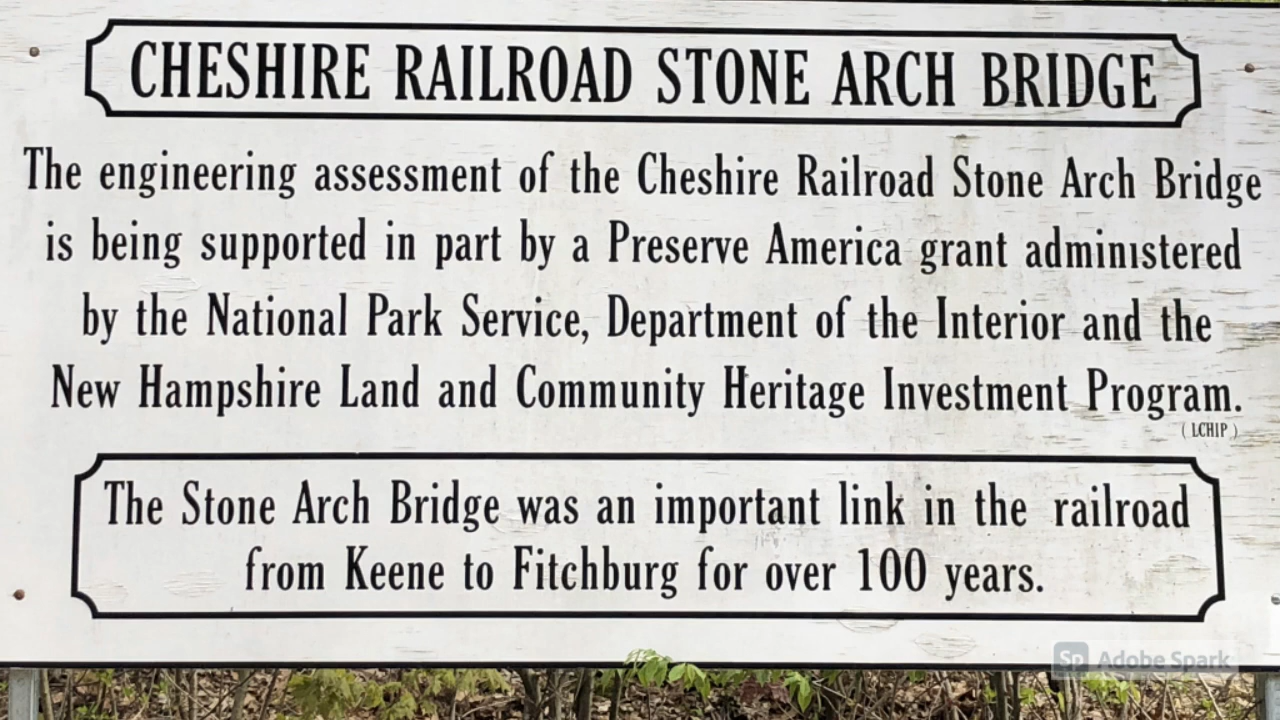 CHESHIRE RAILROAD STONE ARCH BRIDGE
The engineering assessment of the Cheshire Railroad Stone Arch Bridge
is being supported in part by a Preserve America grant administered
by the National Park Service, Department of the Interior and the
New Hampshire Land and Community Heritage Investment Program.
( LCHIP )
The Stone Arch Bridge was an important link in the railroad
from Keene to Fitchburg for over 100 years.
Sp Adobe Spark